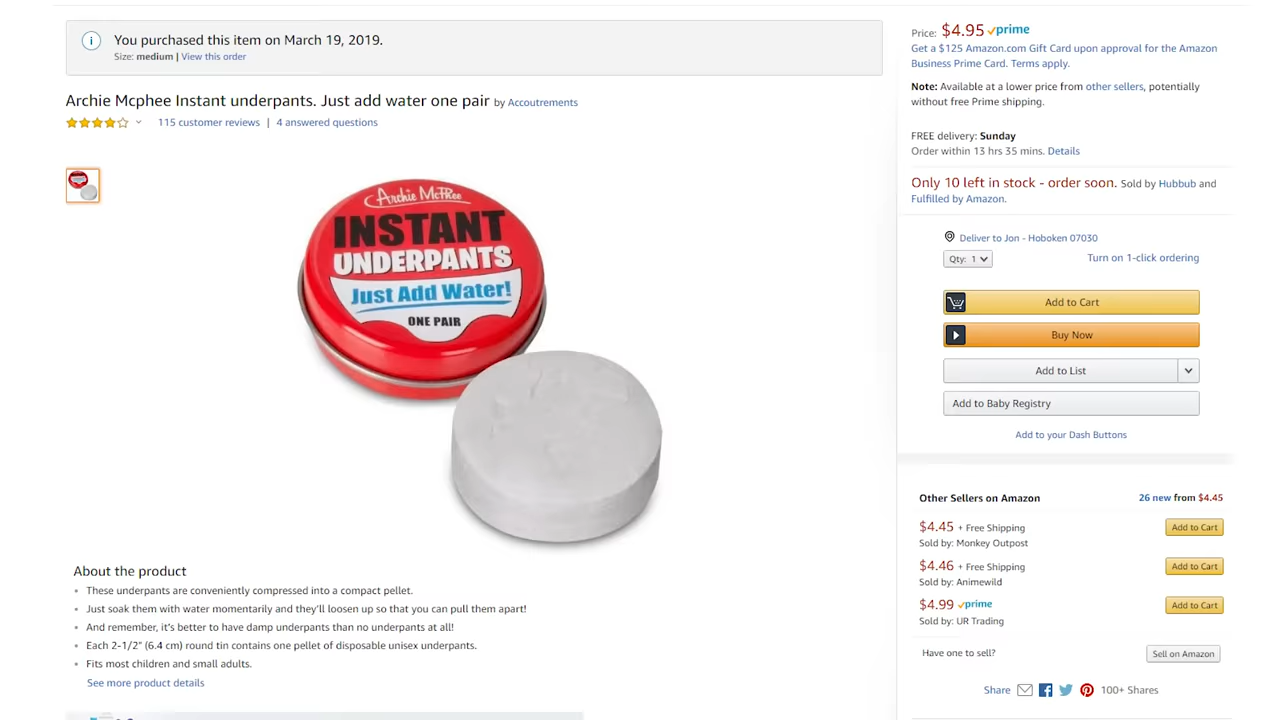 You purchased this item on March 19, 2019.
Size: medium | View this order
Archie Mcphee Instant underpants. Just add water one pair by Accoutrements
115 customer reviews | 4 answered questions
Archie McPhee
INSTANT
UNDERPANTS
Just Add Water!
ONE PAIR
About the product
• These underpants are conveniently compressed into a compact pellet.
• Just soak them with water momentarily and they'll loosen up so that you can pull them apart!
• And remember, it's better to have damp underpants than no underpants at all!
• Each 2-1/2" (6.4 cm) round tin contains one pellet of disposable unisex underpants.
• Fits most children and small adults.
See more product details
Price: $4.95 prime
Get a $125 Amazon.com Gift Card upon approval for the Amazon
Business Prime Card. Terms apply.
Note: Available at a lower price from other sellers, potentially
without free Prime shipping.
FREE delivery: Sunday
Order within 13 hrs 35 mins. Details
Only 10 left in stock - order soon. Sold by Hubbub and
Fulfilled by Amazon.
Deliver to Jon - Hoboken 07030
Qty: 1 Turn on 1-click ordering
Add to Cart
Buy Now
Add to List
Add to Baby Registry
Add to your Dash Buttons
Other Sellers on Amazon 26 new from $4.45
$4.45 + Free Shipping Add to Cart
Sold by: Monkey Outpost
$4.46 + Free Shipping Add to Cart
Sold by: Animewild
$4.99 prime Add to Cart
Sold by: UR Trading
Have one to sell? Sell on Amazon
Share 100+ Shares